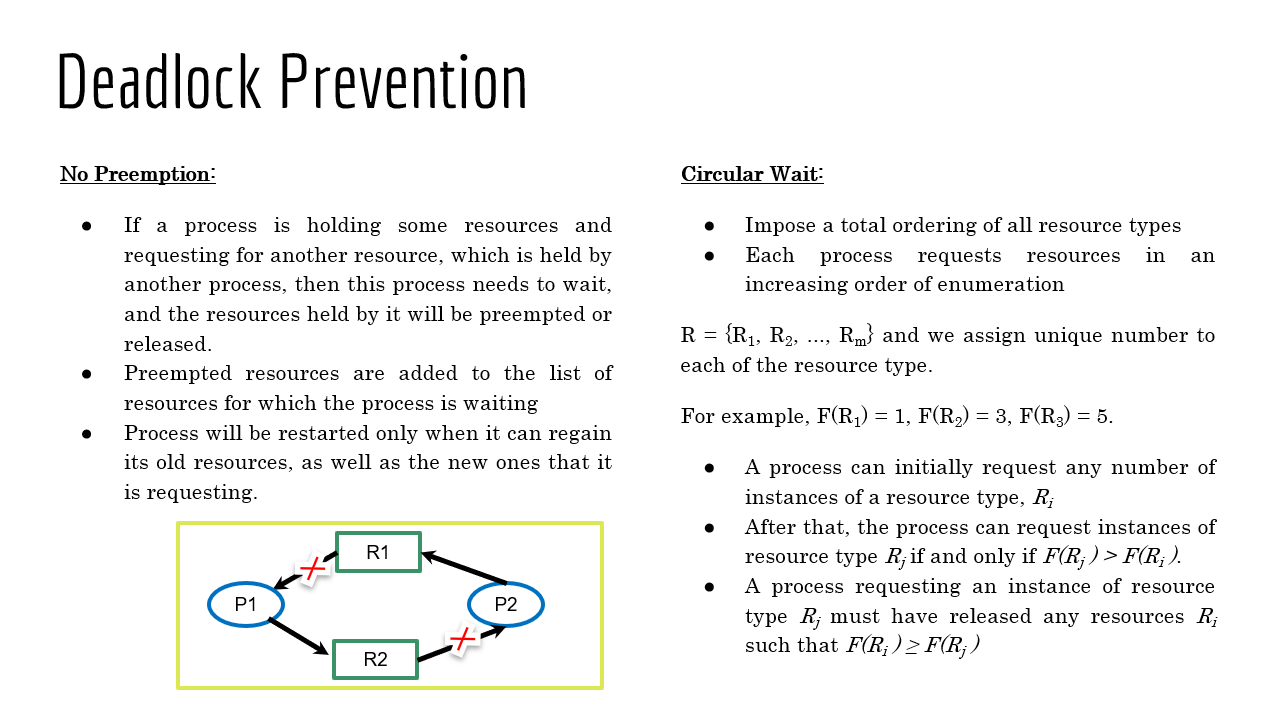 Deadlock Prevention
No Preemption:
● If a process is holding some resources and
requesting for another resource, which is held by
another process, then this process needs to wait,
and the resources held by it will be preempted or
released.
● Preempted resources are added to the list of
resources for which the process is waiting
● Process will be restarted only when it can regain
its old resources, as well as the new ones that it
is requesting.
R1
P1
P2
R2
Circular Wait:
● Impose a total ordering of all resource types
● Each process requests resources in an
increasing order of enumeration
R = {R₁, R₂, ..., Rₘ} and we assign unique number to
each of the resource type.
For example, F(R₁) = 1, F(R₂) = 3, F(R₃) = 5.
● A process can initially request any number of
instances of a resource type, Rᵢ
● After that, the process can request instances of
resource type Rⱼ if and only if F(Rⱼ ) > F(Rᵢ ).
● A process requesting an instance of resource
type Rⱼ must have released any resources Rᵢ
such that F(Rᵢ ) ≥ F(Rⱼ )